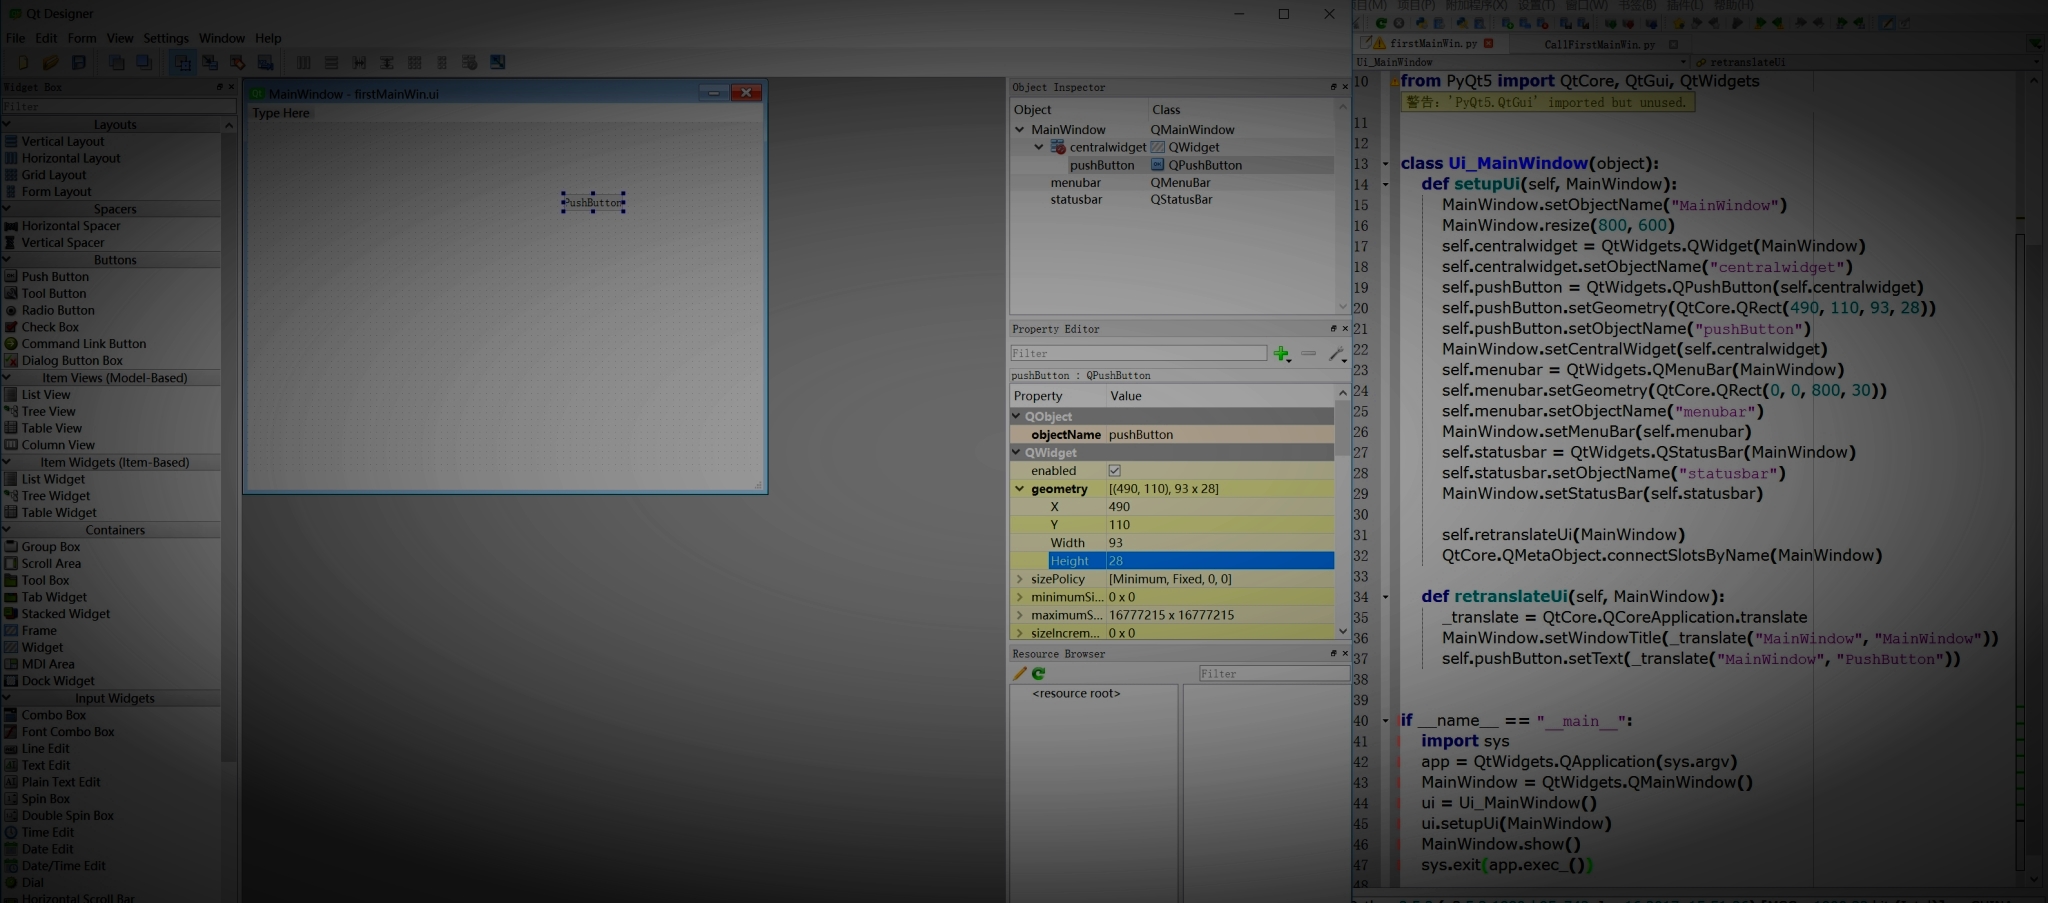 Qt Designer
File Edit Form View Settings Window Help
Widget Box
Filter
Layouts
Vertical Layout
Horizontal Layout
Grid Layout
Form Layout
Spacers
Horizontal Spacer
Vertical Spacer
Buttons
Push Button
Tool Button
Radio Button
Check Box
Command Link Button
Dialog Button Box
Item Views (Model-Based)
List View
Tree View
Table View
Column View
Item Widgets (Item-Based)
List Widget
Tree Widget
Table Widget
Containers
Group Box
Scroll Area
Tool Box
Tab Widget
Stacked Widget
Frame
Widget
MDI Area
Dock Widget
Input Widgets
Combo Box
Font Combo Box
Line Edit
Text Edit
Plain Text Edit
Spin Box
Double Spin Box
Time Edit
Date Edit
Date/Time Edit
Dial
Horizontal Scroll Bar
MainWindow - firstMainWin.ui
Type Here
PushButton
Object Inspector
Object Class
MainWindow QMainWindow
centralwidget QWidget
pushButton QPushButton
menubar QMenuBar
statusbar QStatusBar
Property Editor
Filter
pushButton : QPushButton
Property Value
QObject
objectName pushButton
QWidget
enabled
geometry [(490, 110), 93 x 28]
X 490
Y 110
Width 93
Height 28
sizePolicy [Minimum, Fixed, 0, 0]
minimumSi... 0 x 0
maximumS... 16777215 x 16777215
sizeIncrem... 0 x 0
Resource Browser
Filter
<resource root>
目(M) 项目(P) 附加程序(X) 设置(T) 窗口(W) 书签(B) 插件(L) 帮助(H)
firstMainWin.py CallFirstMainWin.py
Ui_MainWindow retranslateUi
10 from PyQt5 import QtCore, QtGui, QtWidgets
警告: 'PyQt5.QtGui' imported but unused.
11
12
13 class Ui_MainWindow(object):
14 def setupUi(self, MainWindow):
15 MainWindow.setObjectName("MainWindow")
16 MainWindow.resize(800, 600)
17 self.centralwidget = QtWidgets.QWidget(MainWindow)
18 self.centralwidget.setObjectName("centralwidget")
19 self.pushButton = QtWidgets.QPushButton(self.centralwidget)
20 self.pushButton.setGeometry(QtCore.QRect(490, 110, 93, 28))
21 self.pushButton.setObjectName("pushButton")
22 MainWindow.setCentralWidget(self.centralwidget)
23 self.menubar = QtWidgets.QMenuBar(MainWindow)
24 self.menubar.setGeometry(QtCore.QRect(0, 0, 800, 30))
25 self.menubar.setObjectName("menubar")
26 MainWindow.setMenuBar(self.menubar)
27 self.statusbar = QtWidgets.QStatusBar(MainWindow)
28 self.statusbar.setObjectName("statusbar")
29 MainWindow.setStatusBar(self.statusbar)
30
31 self.retranslateUi(MainWindow)
32 QtCore.QMetaObject.connectSlotsByName(MainWindow)
33
34 def retranslateUi(self, MainWindow):
35 _translate = QtCore.QCoreApplication.translate
36 MainWindow.setWindowTitle(_translate("MainWindow", "MainWindow"))
37 self.pushButton.setText(_translate("MainWindow", "PushButton"))
38
39
40 if __name__ == "__main__":
41 import sys
42 app = QtWidgets.QApplication(sys.argv)
43 MainWindow = QtWidgets.QMainWindow()
44 ui = Ui_MainWindow()
45 ui.setupUi(MainWindow)
46 MainWindow.show()
47 sys.exit(app.exec_())
48